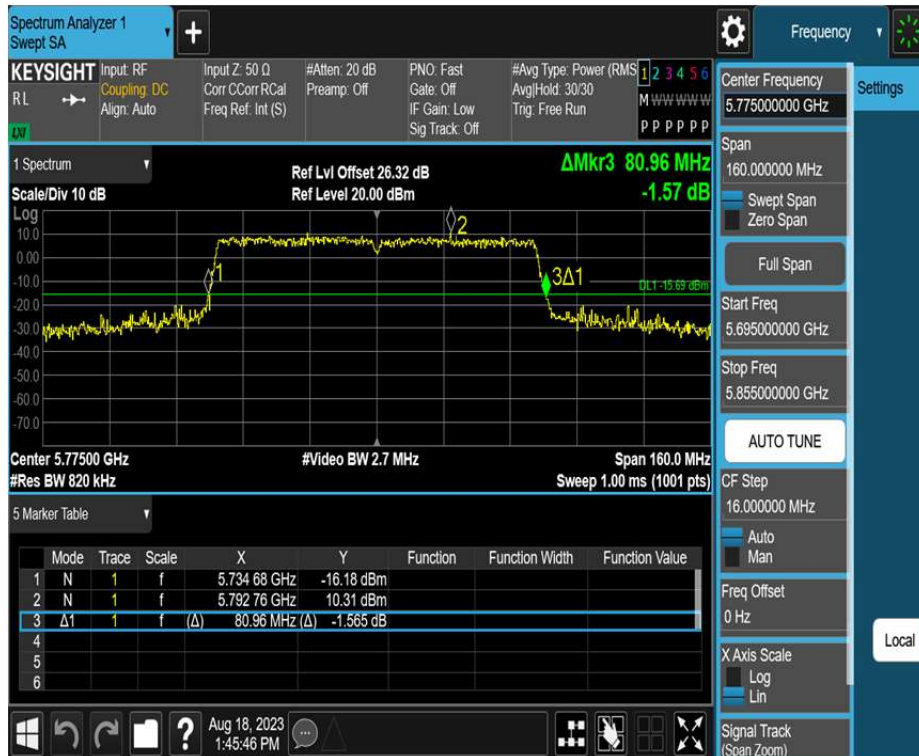 Spectrum Analyzer 1
Swept SA
+
Frequency
KEYSIGHT
RL
LXI
Input: RF
Coupling: DC
Align: Auto
Input Z: 50 Ω
Corr CCorr RCal
Freq Ref: Int (S)
#Atten: 20 dB
Preamp: Off
PNO: Fast
Gate: Off
IF Gain: Low
Sig Track: Off
#Avg Type: Power (RMS
Avg|Hold: 30/30
Trig: Free Run
1 2 3 4 5 6
M W W W W W
P P P P P P
Settings
Center Frequency
5.775000000 GHz
Span
160.000000 MHz
Swept Span
Zero Span
Full Span
Start Freq
5.695000000 GHz
Stop Freq
5.855000000 GHz
AUTO TUNE
CF Step
16.000000 MHz
Auto
Man
Freq Offset
0 Hz
X Axis Scale
Log
Lin
Signal Track
(Span Zoom)
Local
1 Spectrum
Scale/Div 10 dB
Ref Lvl Offset 26.32 dB
Ref Level 20.00 dBm
ΔMkr3 80.96 MHz
-1.57 dB
Log
10.0
0.00
-10.0
-20.0
-30.0
-40.0
-50.0
-60.0
-70.0
1
2
3Δ1
DL1 -15.69 dBm
Center 5.77500 GHz
#Video BW 2.7 MHz
Span 160.0 MHz
#Res BW 820 kHz
Sweep 1.00 ms (1001 pts)
5 Marker Table
Mode Trace Scale X Y Function Function Width Function Value
1 N 1 f 5.734 68 GHz -16.18 dBm
2 N 1 f 5.792 76 GHz 10.31 dBm
3 Δ1 1 f (Δ) 80.96 MHz (Δ) -1.565 dB
4
5
6
?
Aug 18, 2023
1:45:46 PM